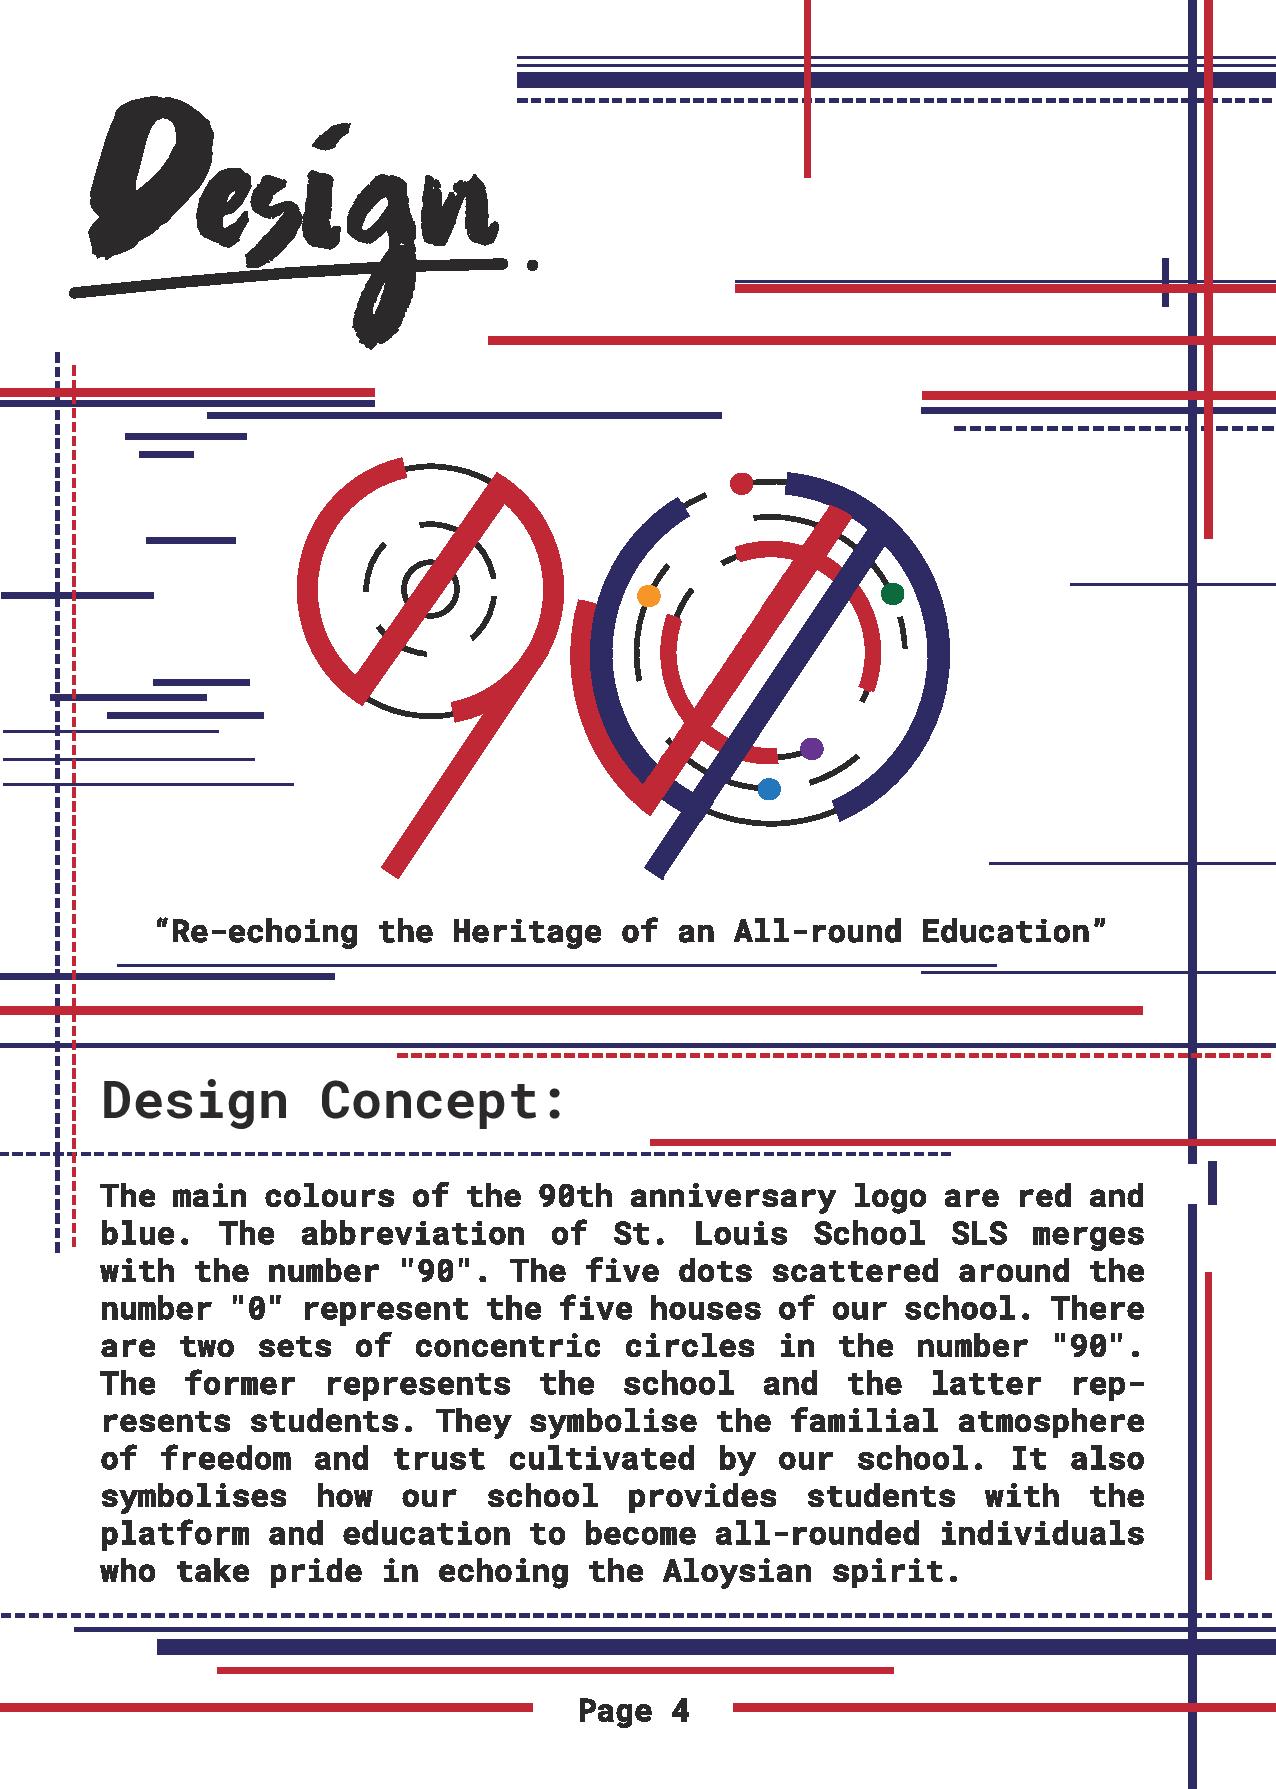 Design.
90
“Re-echoing the Heritage of an All-round Education”
Design Concept:
The main colours of the 90th anniversary logo are red and
blue. The abbreviation of St. Louis School SLS merges
with the number "90". The five dots scattered around the
number "0" represent the five houses of our school. There
are two sets of concentric circles in the number "90".
The former represents the school and the latter rep-
resents students. They symbolise the familial atmosphere
of freedom and trust cultivated by our school. It also
symbolises how our school provides students with the
platform and education to become all-rounded individuals
who take pride in echoing the Aloysian spirit.
Page 4